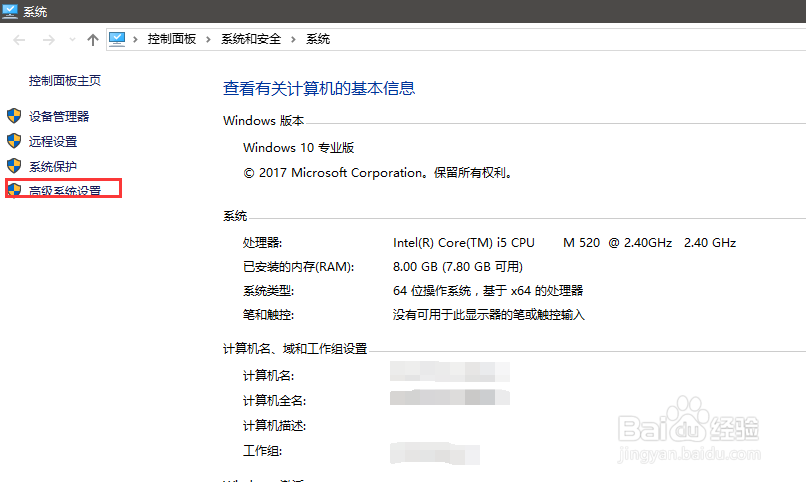 系统
控制面板 › 系统和安全 › 系统
控制面板主页
设备管理器
远程设置
系统保护
高级系统设置
查看有关计算机的基本信息
Windows 版本
Windows 10 专业版
© 2017 Microsoft Corporation。保留所有权利。
系统
处理器: Intel(R) Core(TM) i5 CPU M 520 @ 2.40GHz 2.40 GHz
已安装的内存(RAM): 8.00 GB (7.80 GB 可用)
系统类型: 64 位操作系统，基于 x64 的处理器
笔和触控: 没有可用于此显示器的笔或触控输入
计算机名、域和工作组设置
计算机名:
计算机全名:
计算机描述:
工作组:
Baidu 经验
jingyan.baidu.com